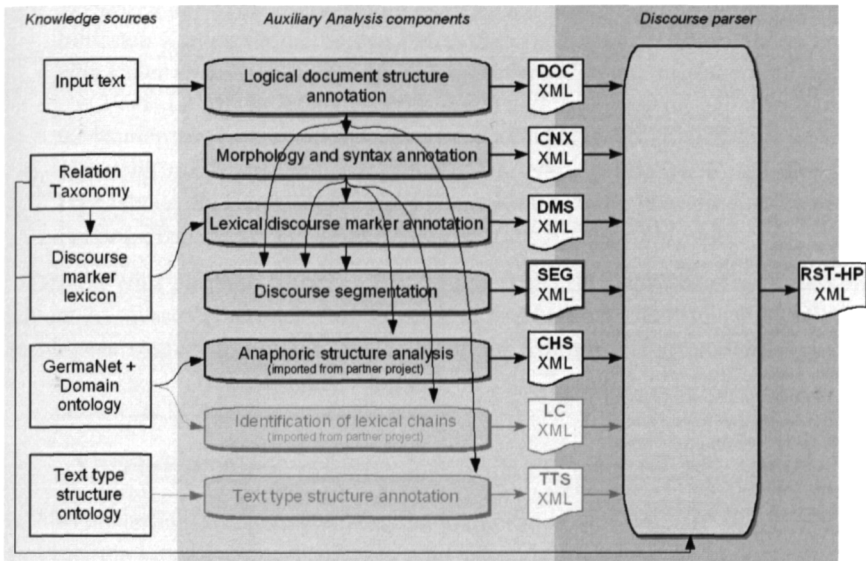 Knowledge sources
Auxiliary Analysis components
Discourse parser
Input text
Logical document structure
annotation
DOC
XML
Morphology and syntax annotation
CNX
XML
Relation
Taxonomy
Lexical discourse marker annotation
DMS
XML
Discourse
marker
lexicon
Discourse segmentation
SEG
XML
RST-HP
XML
GermaNet +
Domain
ontology
Anaphoric structure analysis
(imported from partner project)
CHS
XML
Identification of lexical chains
(imported from partner project)
LC
XML
Text type
structure
ontology
Text type structure annotation
TTS
XML